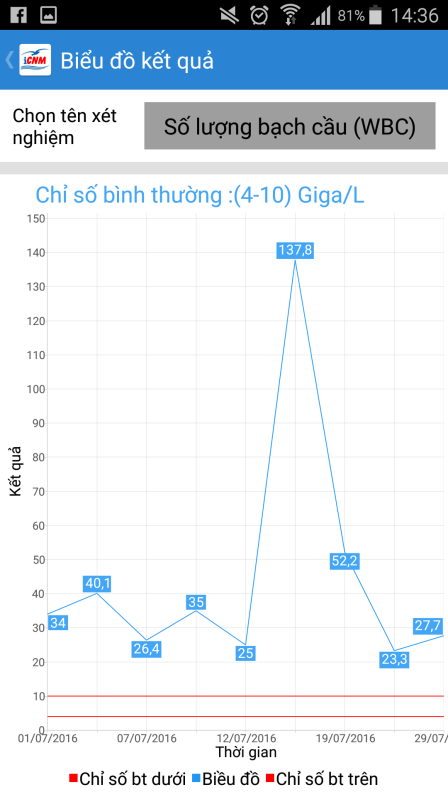 81% 14:36
iCNM Biểu đồ kết quả
Chọn tên xét
nghiệm
Số lượng bạch cầu (WBC)
Chỉ số bình thường :(4-10) Giga/L
150
140
137,8
130
120
110
100
90
80
Kết quả
70
60
50
52,2
40
40,1
35
34
30
27,7
26,4
25
23,3
20
10
0
01/07/2016 07/07/2016 12/07/2016 19/07/2016 29/07/
Thời gian
Chỉ số bt dưới Biểu đồ Chỉ số bt trên